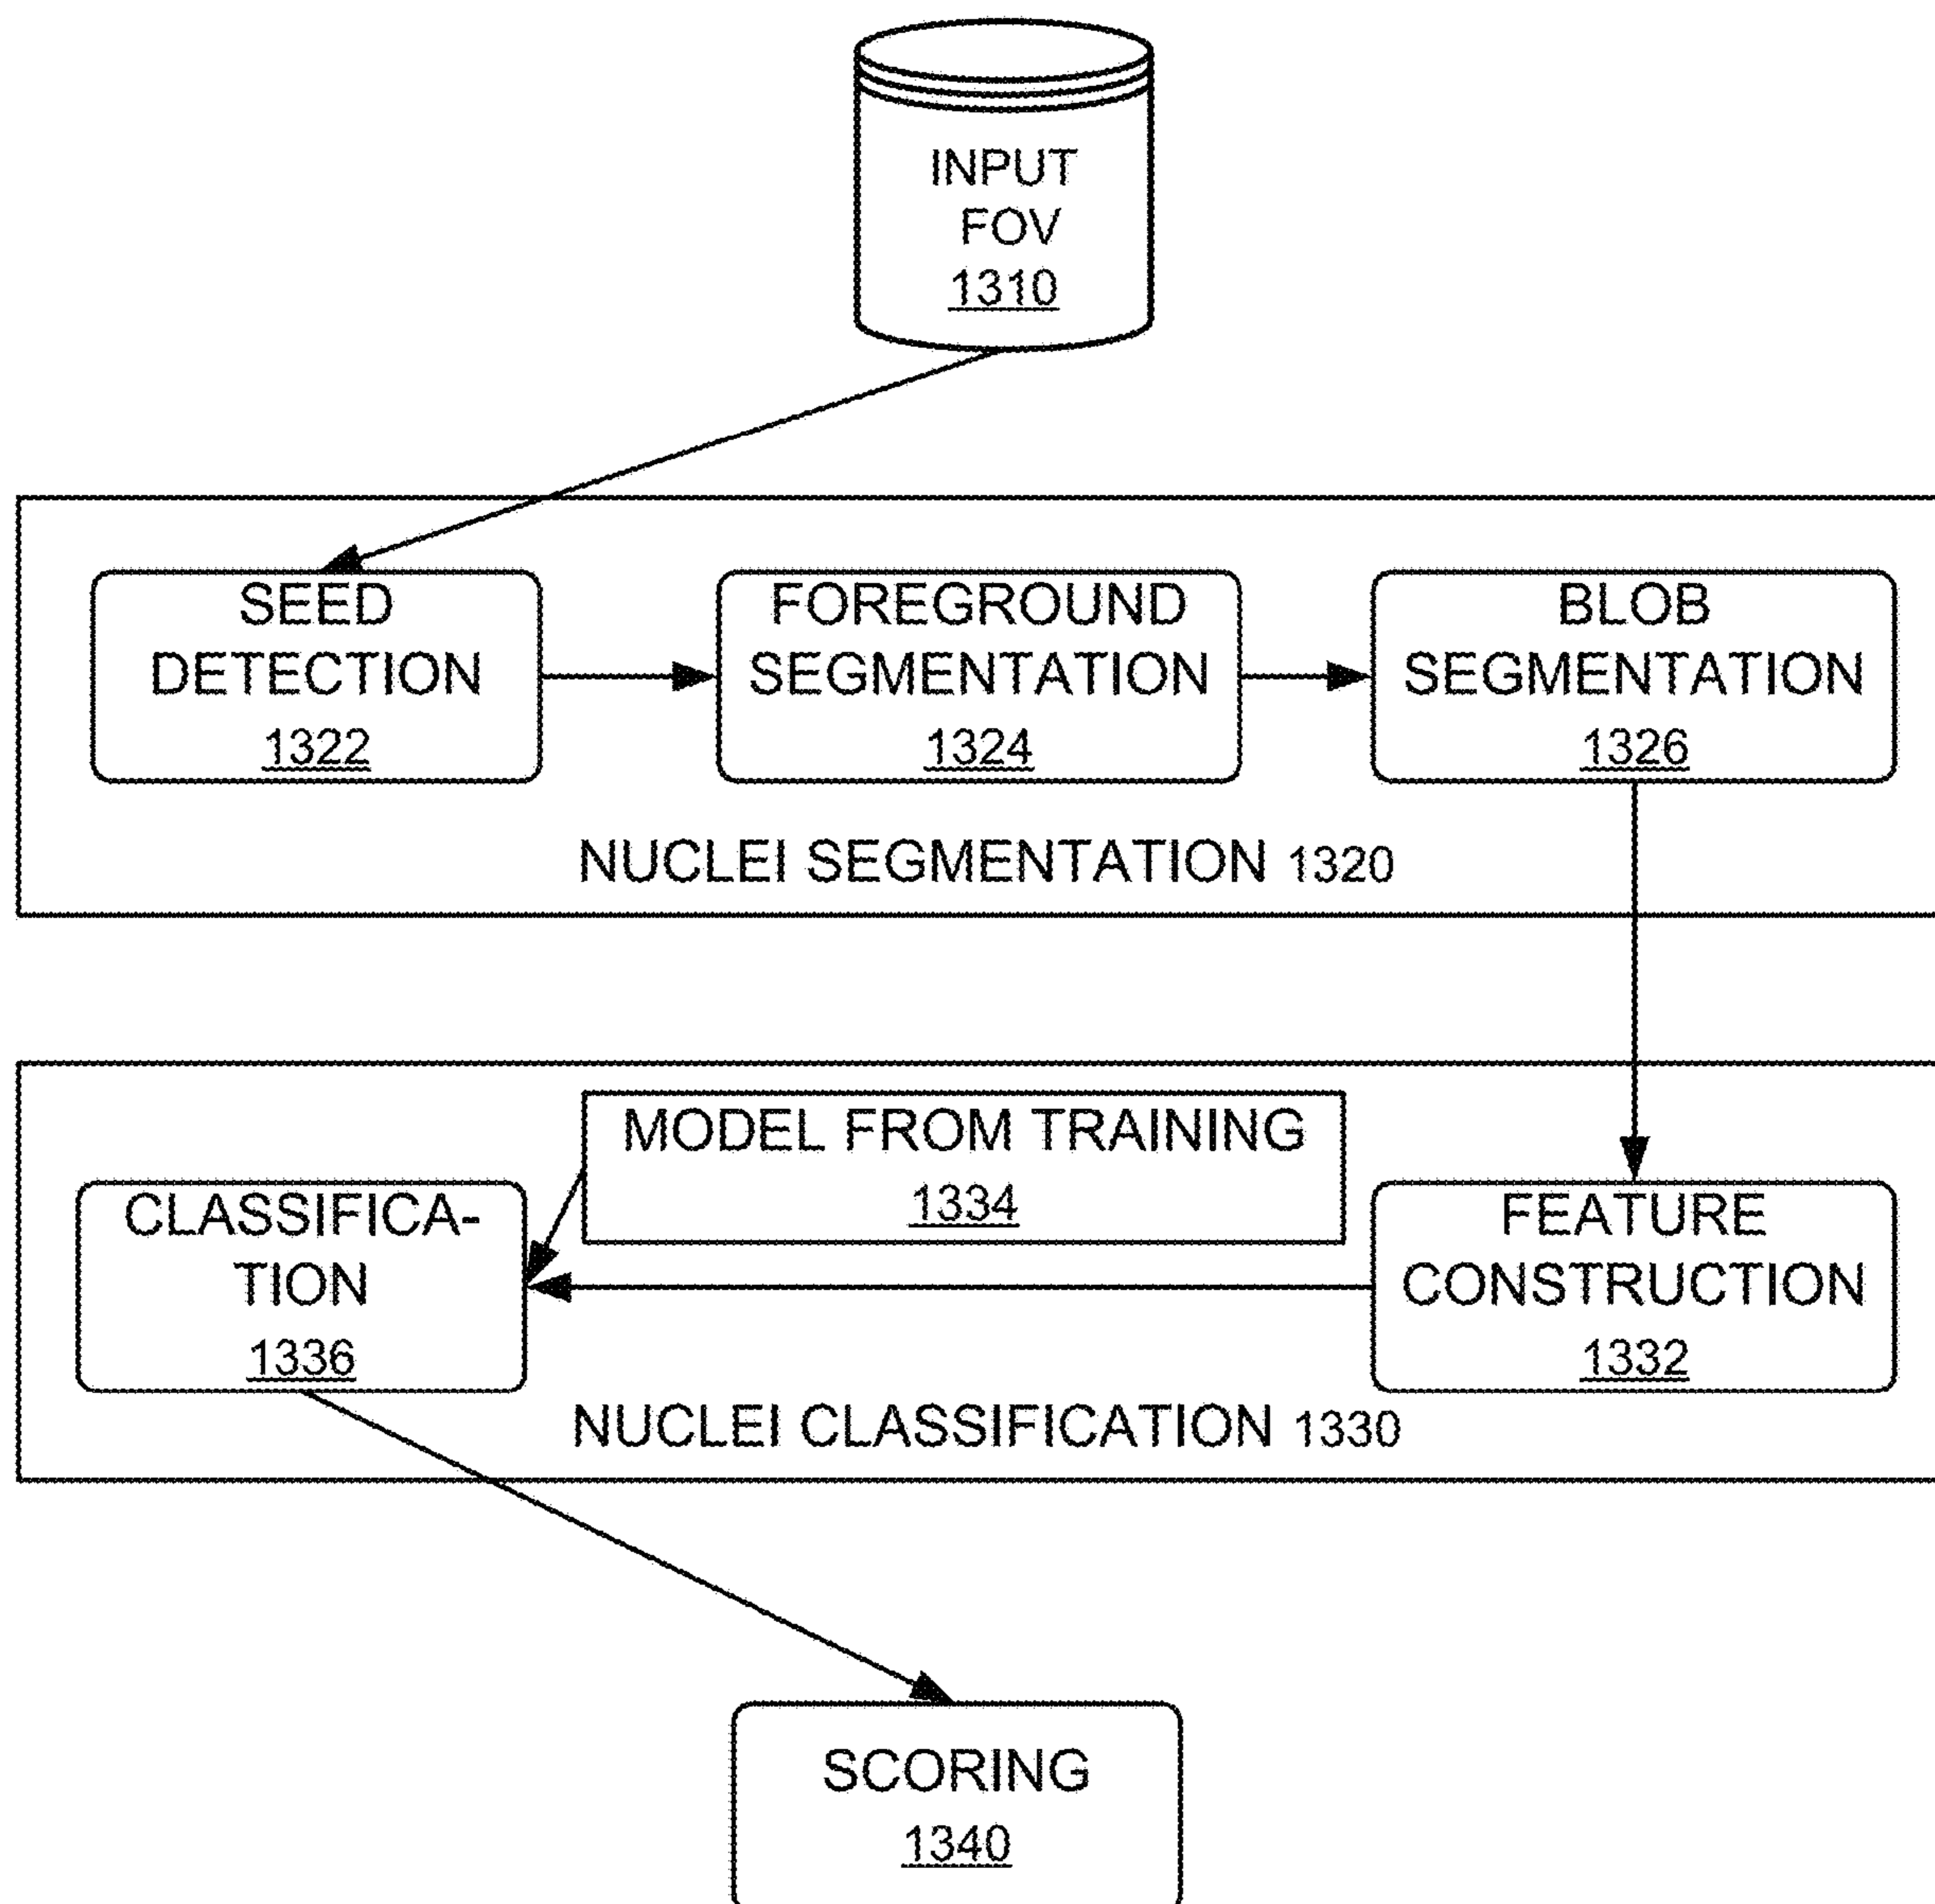 INPUT
FOV
1310
SEED
DETECTION
1322
FOREGROUND
SEGMENTATION
1324
BLOB
SEGMENTATION
1326
NUCLEI SEGMENTATION 1320
MODEL FROM TRAINING
1334
CLASSIFICA-
TION
1336
FEATURE
CONSTRUCTION
1332
NUCLEI CLASSIFICATION 1330
SCORING
1340